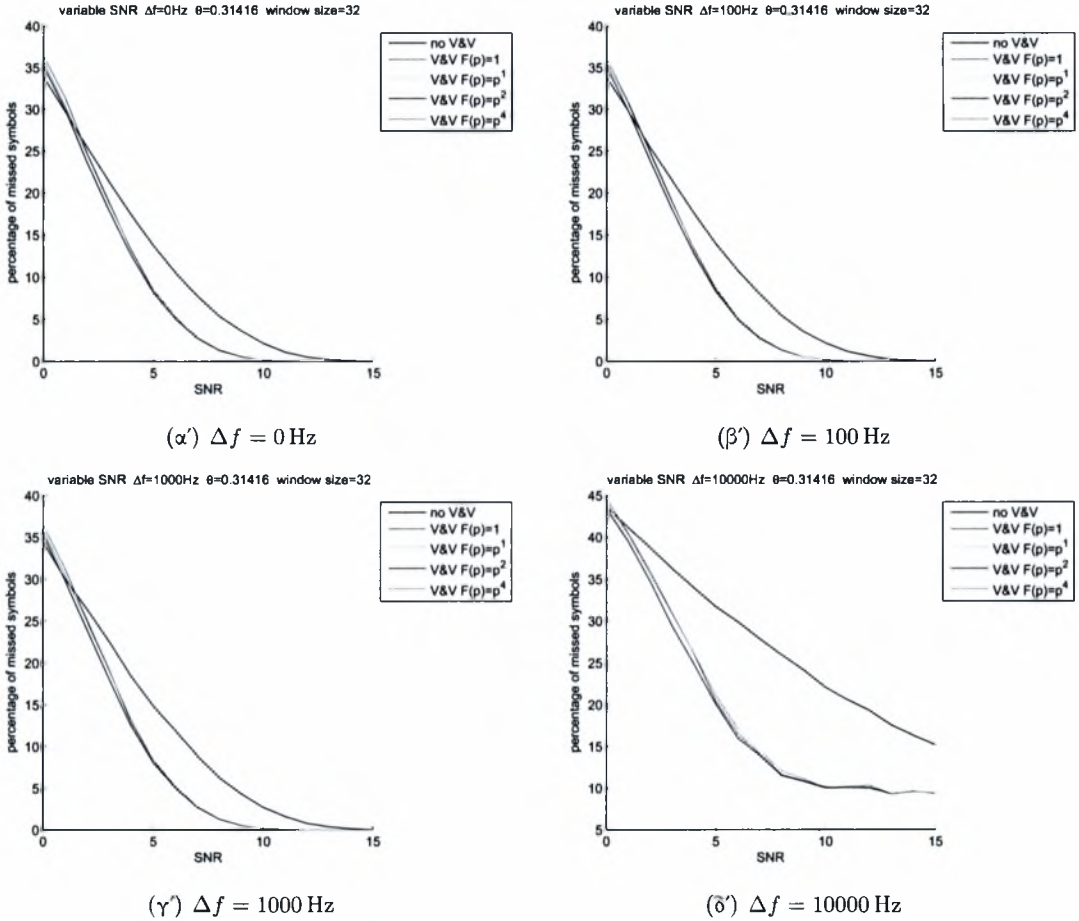 variable SNR Δf=0Hz θ=0.31416 window size=32
percentage of missed symbols
40
35
30
25
20
15
10
5
0
0 5 10 15
SNR
no V&V
V&V F(p)=1
V&V F(p)=p¹
V&V F(p)=p²
V&V F(p)=p⁴
(α′) Δf = 0 Hz
variable SNR Δf=100Hz θ=0.31416 window size=32
percentage of missed symbols
40
35
30
25
20
15
10
5
0
0 5 10 15
SNR
no V&V
V&V F(p)=1
V&V F(p)=p¹
V&V F(p)=p²
V&V F(p)=p⁴
(β′) Δf = 100 Hz
variable SNR Δf=1000Hz θ=0.31416 window size=32
percentage of missed symbols
40
35
30
25
20
15
10
5
0
0 5 10 15
SNR
no V&V
V&V F(p)=1
V&V F(p)=p¹
V&V F(p)=p²
V&V F(p)=p⁴
(γ′) Δf = 1000 Hz
variable SNR Δf=10000Hz θ=0.31416 window size=32
percentage of missed symbols
45
40
35
30
25
20
15
10
5
0 5 10 15
SNR
no V&V
V&V F(p)=1
V&V F(p)=p¹
V&V F(p)=p²
V&V F(p)=p⁴
(δ′) Δf = 10000 Hz